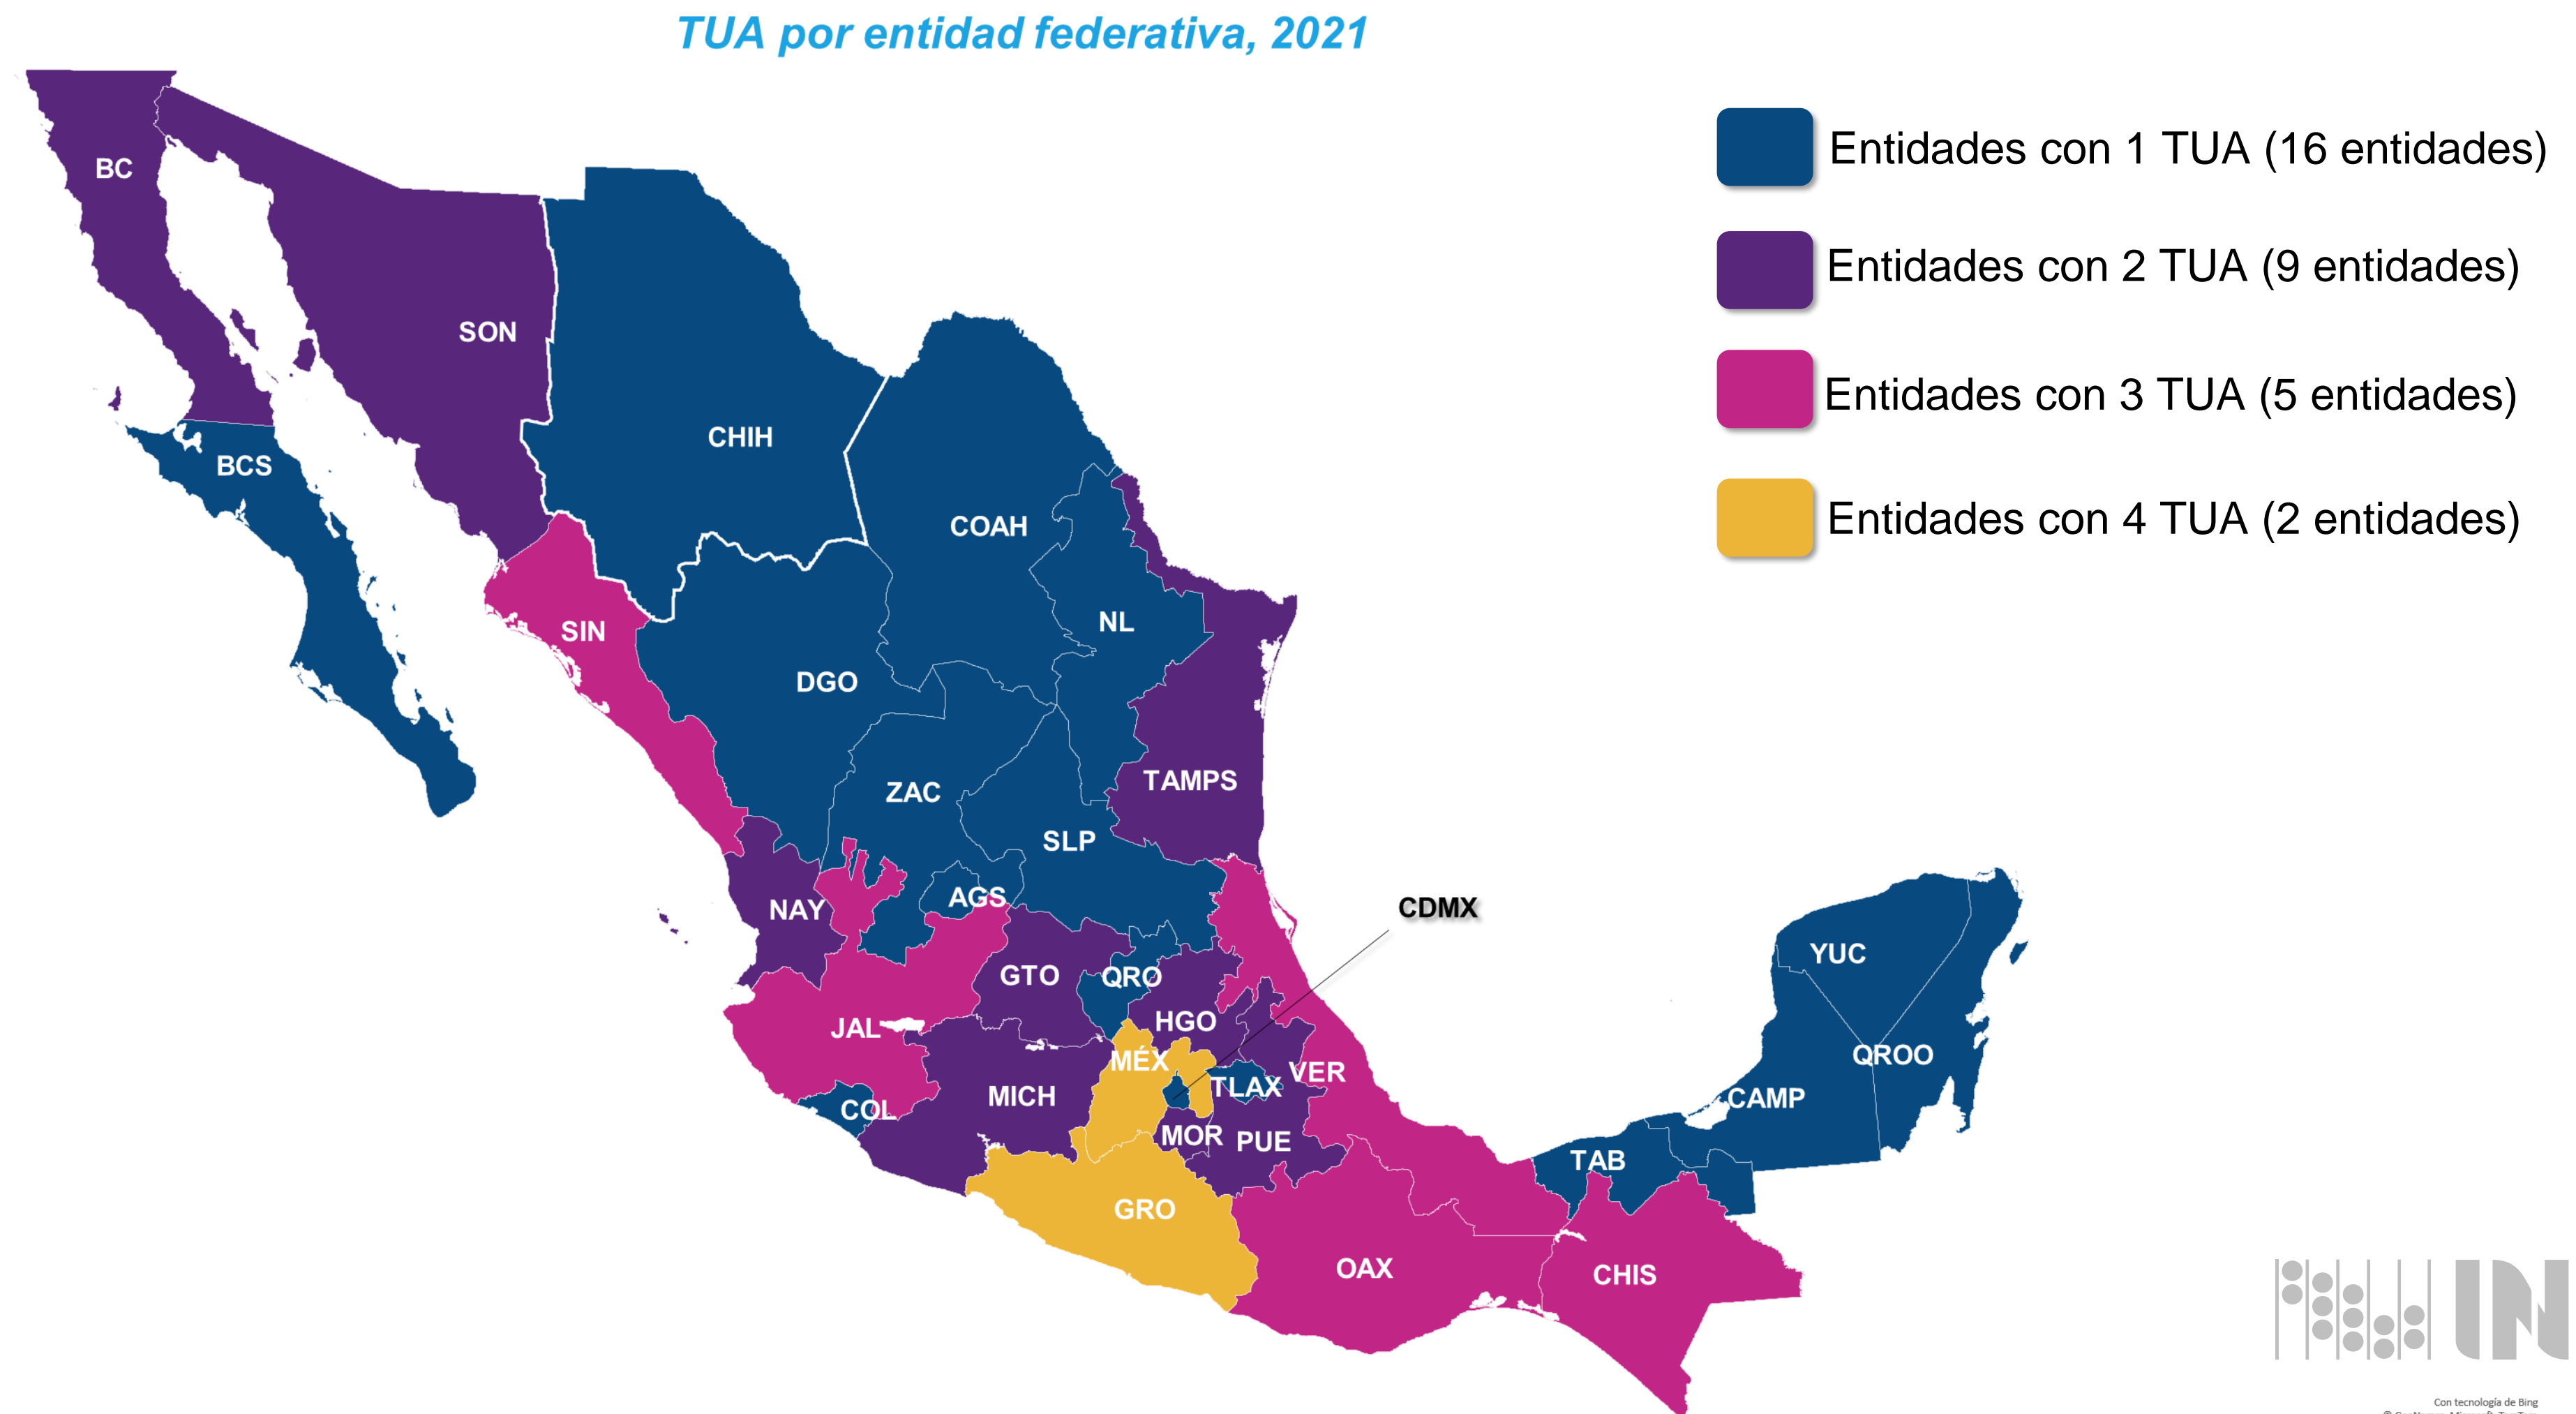 TUA por entidad federativa, 2021
Entidades con 1 TUA (16 entidades)
Entidades con 2 TUA (9 entidades)
Entidades con 3 TUA (5 entidades)
Entidades con 4 TUA (2 entidades)
BC
SON
CHIH
BCS
COAH
NL
SIN
DGO
TAMPS
ZAC
SLP
AGS
NAY
CDMX
YUC
GTO
QRO
HGO
JAL
QROO
MÉX
VER
TLAX
MICH
CAMP
COL
MOR
PUE
TAB
GRO
OAX
CHIS
IN
Con tecnología de Bing